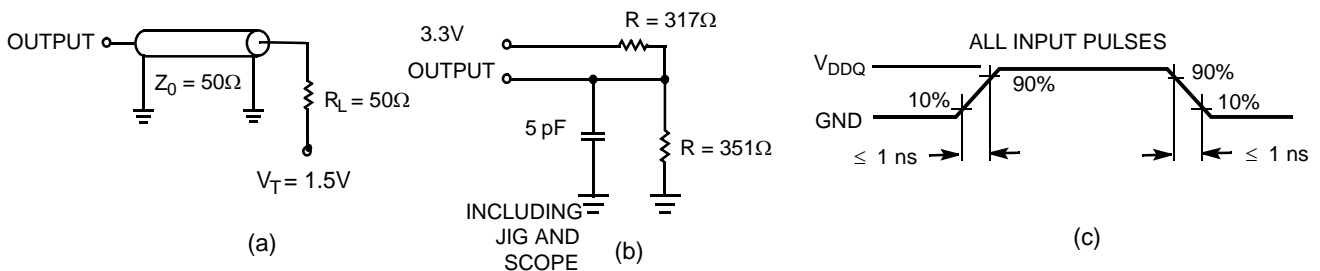 OUTPUT
Z0 = 50Ω
RL = 50Ω
VT = 1.5V
(a)
R = 317Ω
3.3V
OUTPUT
5 pF
R = 351Ω
INCLUDING
JIG AND
SCOPE
(b)
ALL INPUT PULSES
VDDQ
90%
90%
10%
10%
GND
≤ 1 ns
≤ 1 ns
(c)